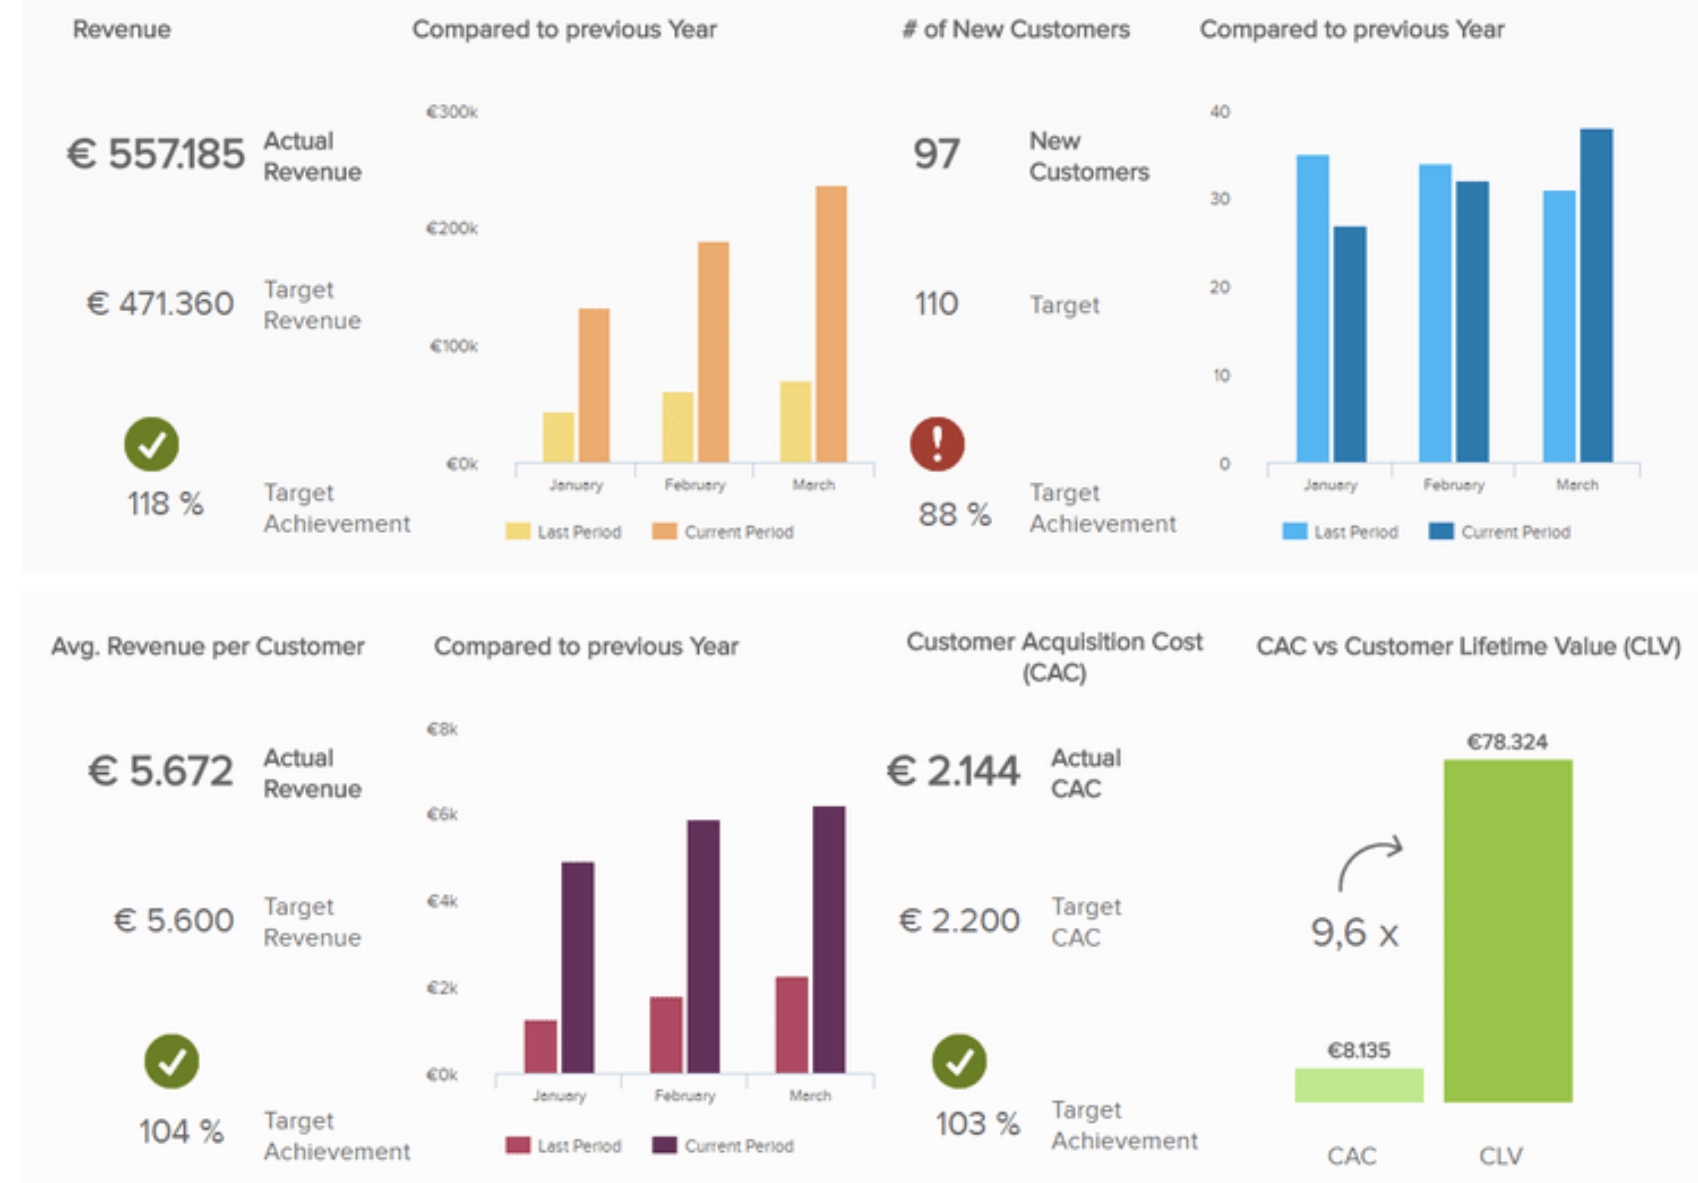 Revenue
Compared to previous Year
# of New Customers
Compared to previous Year
€ 557.185
Actual
Revenue
€ 471.360
Target
Revenue
118 %
Target
Achievement
€300k
€200k
€100k
€0k
January
February
March
Last Period
Current Period
97
New
Customers
110
Target
88 %
Target
Achievement
40
30
20
10
0
January
February
March
Last Period
Current Period
Avg. Revenue per Customer
Compared to previous Year
Customer Acquisition Cost
(CAC)
CAC vs Customer Lifetime Value (CLV)
€ 5.672
Actual
Revenue
€ 5.600
Target
Revenue
104 %
Target
Achievement
€8k
€6k
€4k
€2k
€0k
January
February
March
Last Period
Current Period
€ 2.144
Actual
CAC
€ 2.200
Target
CAC
103 %
Target
Achievement
€78.324
9,6 x
€8.135
CAC
CLV